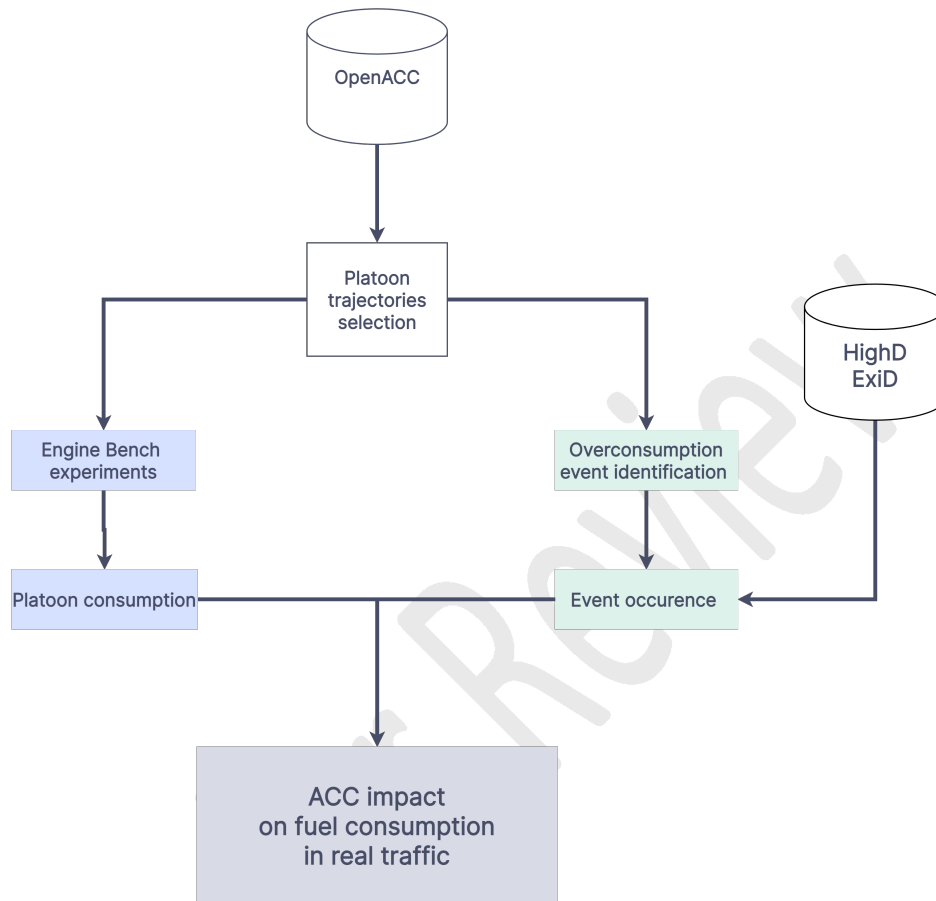 OpenACC
Platoon
trajectories
selection
HighD
ExiD
Engine Bench
experiments
Overconsumption
event identification
Platoon consumption
Event occurence
ACC impact
on fuel consumption
in real traffic
r Review